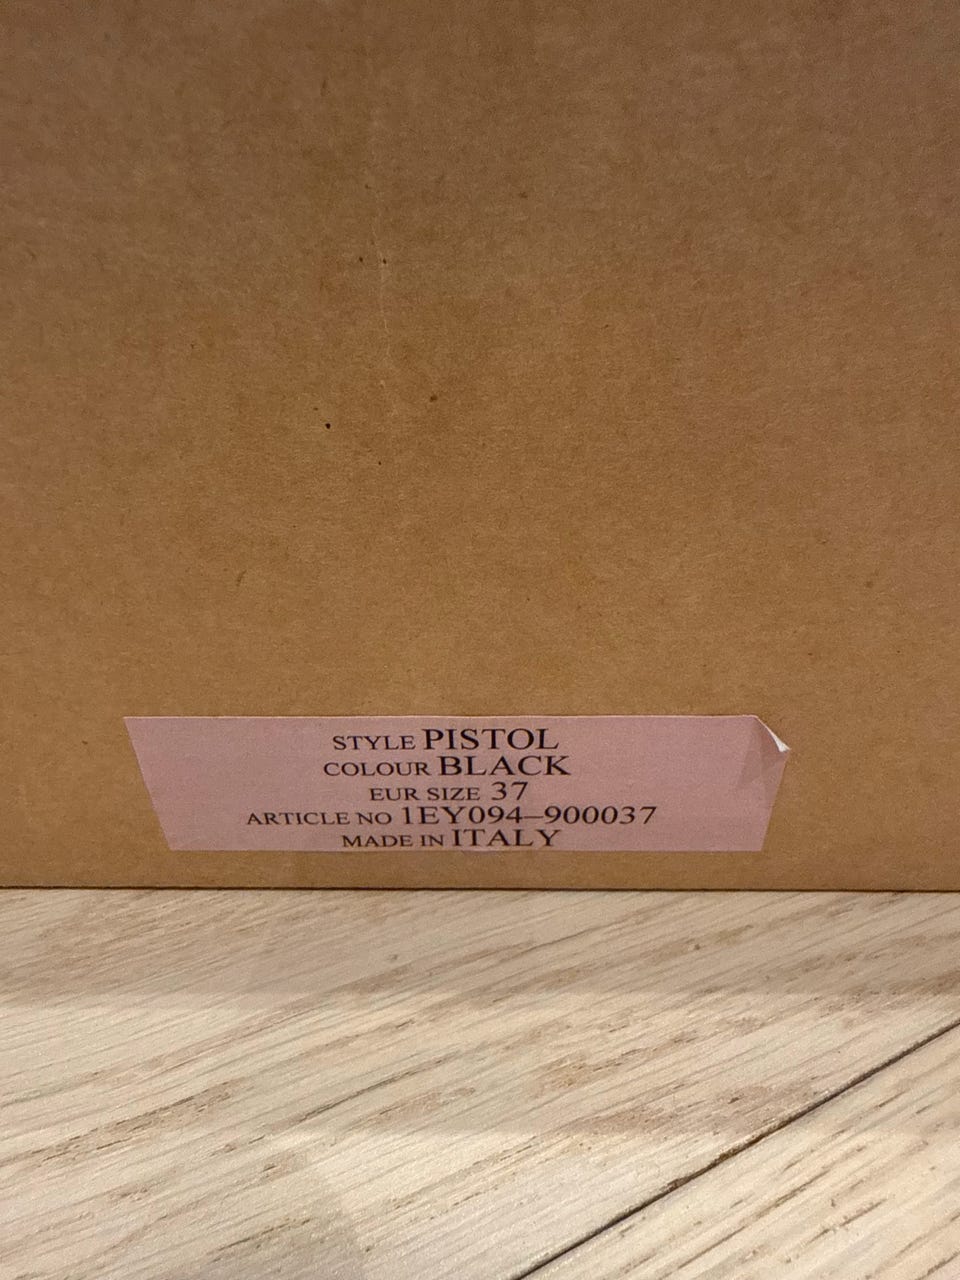 STYLE PISTOL
COLOUR BLACK
EUR SIZE 37
ARTICLE NO 1EY094–900037
MADE IN ITALY